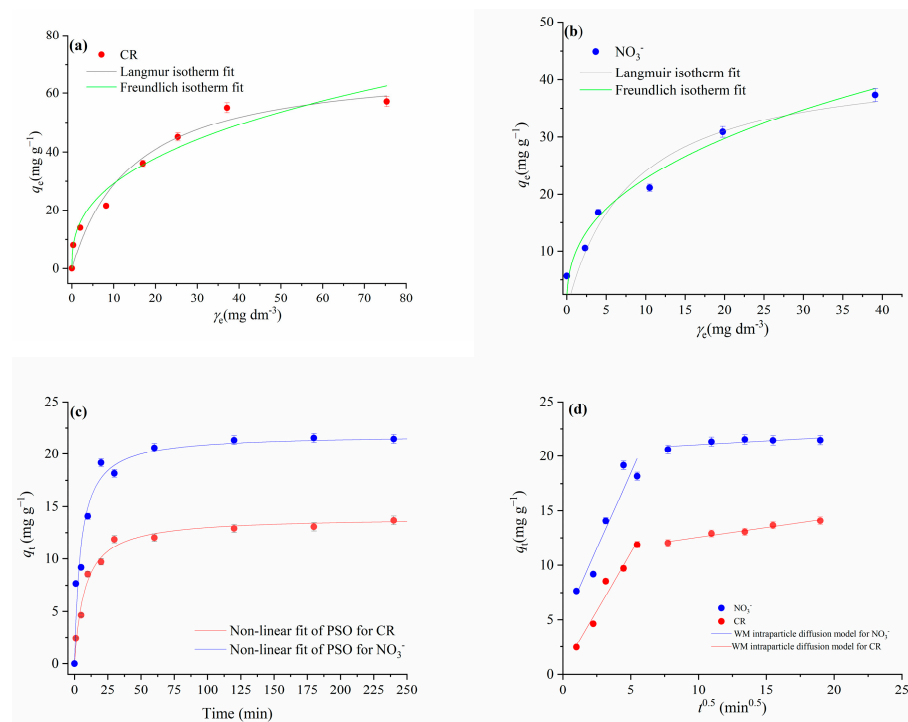 (a)
CR
Langmur isotherm fit
Freundlich isotherm fit
qe(mg g⁻¹)
80
60
40
20
0
0 10 20 30 40 50 60 70 80
γe(mg dm⁻³)
(b)
NO₃⁻
Langmuir isotherm fit
Freundlich isotherm fit
qe(mg g⁻¹)
60
50
40
30
20
10
0 5 10 15 20 25 30 35 40
γe(mg dm⁻³)
(c)
qt(mg g⁻¹)
25
20
15
10
5
0
Non-linear fit of PSO for CR
Non-linear fit of PSO for NO₃⁻
0 25 50 75 100 125 150 175 200 225 250
Time (min)
(d)
qt(mg g⁻¹)
25
20
15
10
5
0
NO₃⁻
CR
WM intraparticle diffusion model for NO₃⁻
WM intraparticle diffusion model for CR
0 5 10 15 20
t⁰·⁵ (min⁰·⁵)